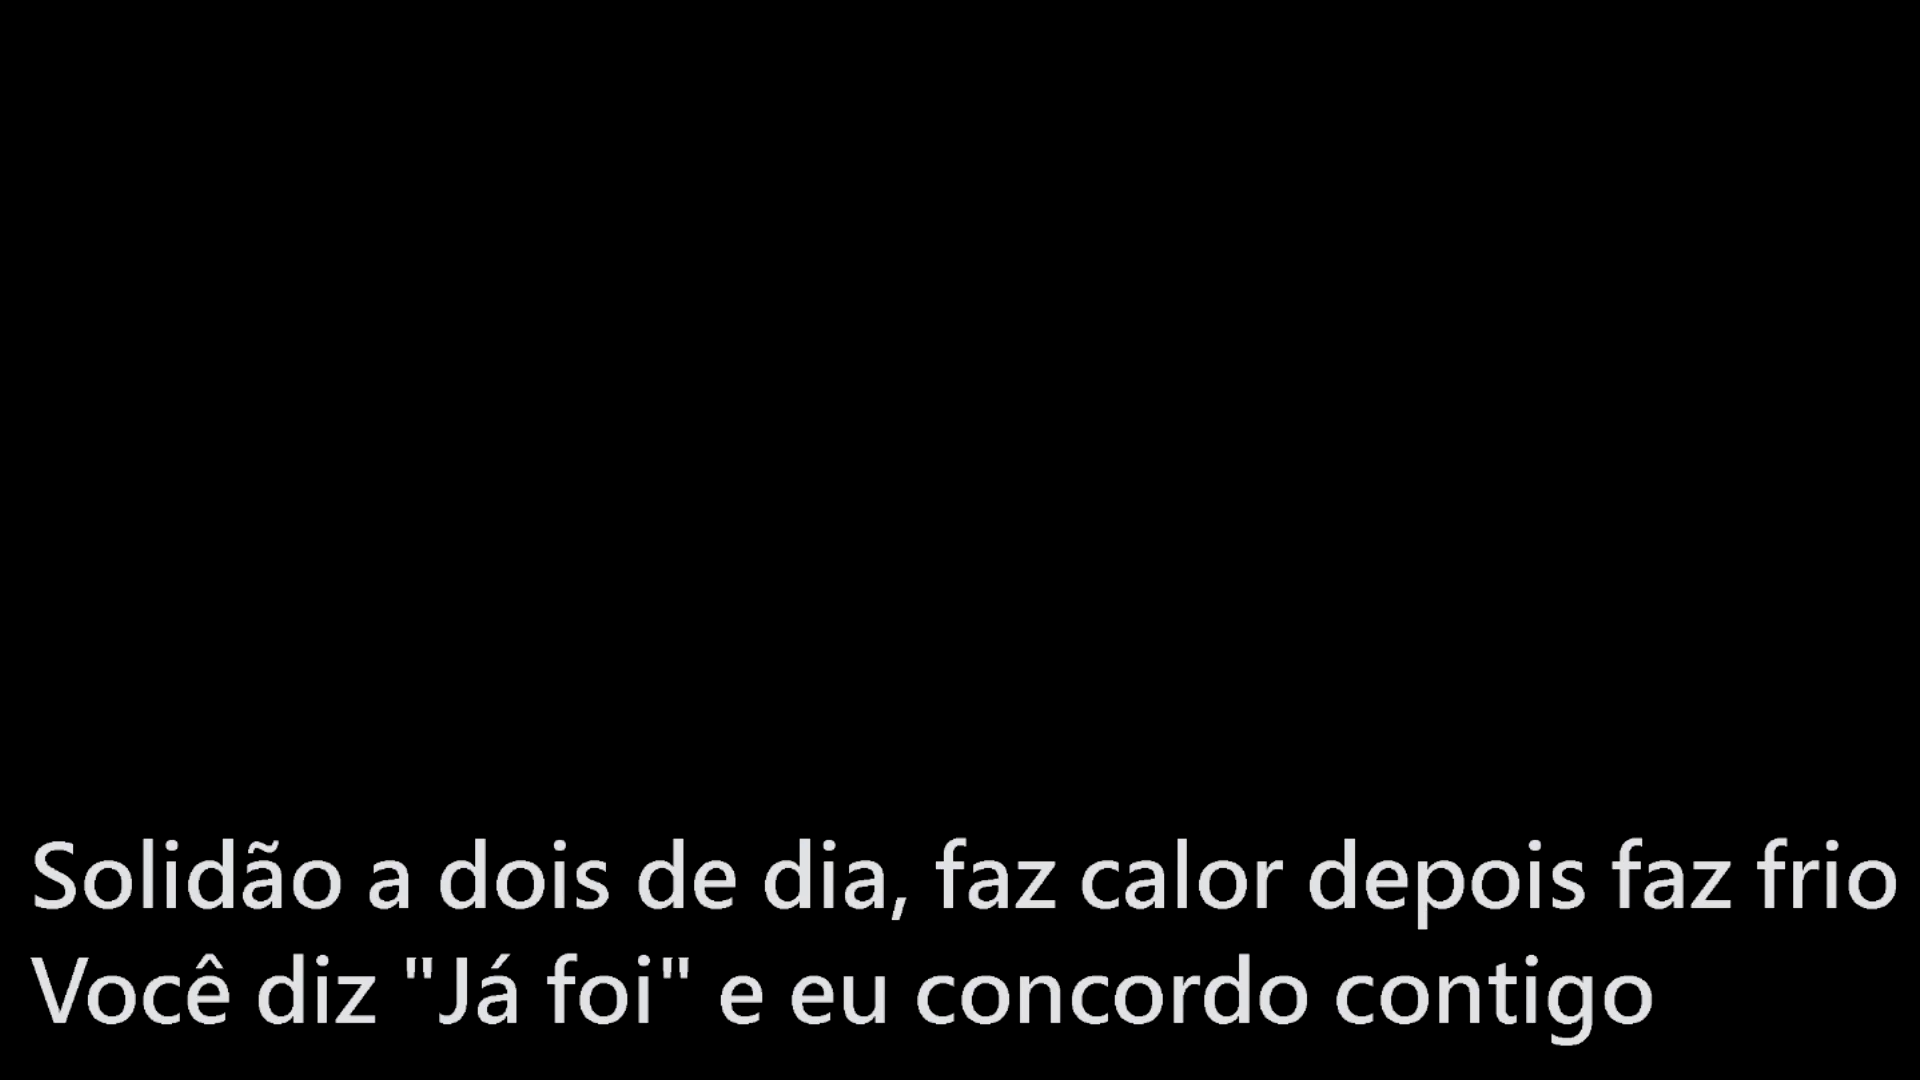 Solidão a dois de dia, faz calor depois faz frio
Você diz "Já foi" e eu concordo contigo